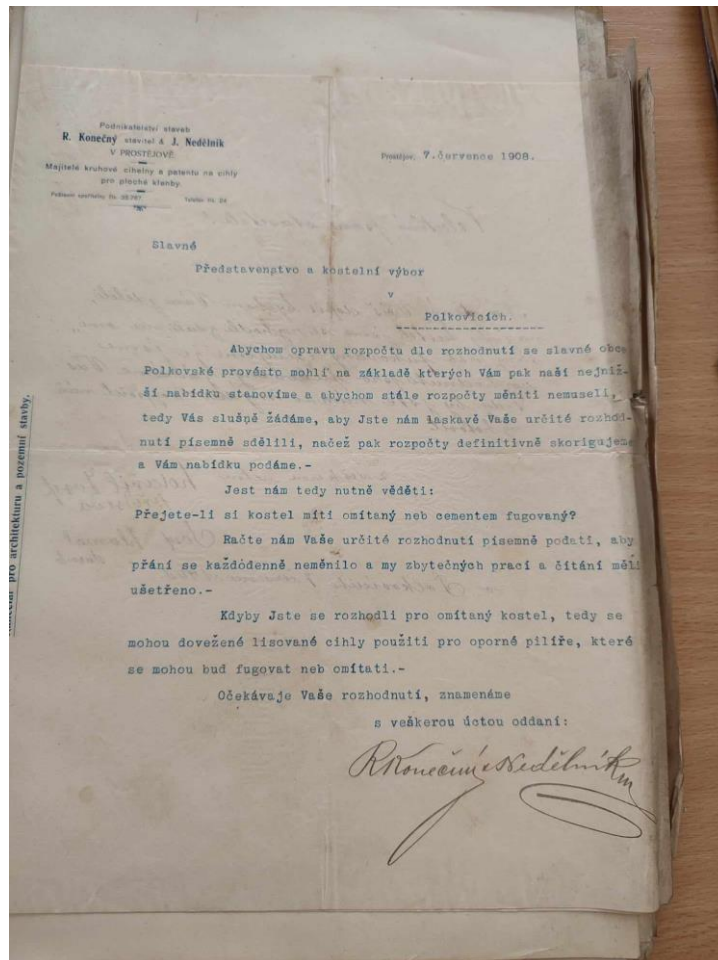 Podnikatelství staveb
R. Konečný stavitel & J. Nedělník
V PROSTĚJOVĚ
Majitelé kruhové cihelny a patentu na cihly
pro ploché klenby
Prostějov, 7. července 1908.
Slavné
Představenstvo a kostelní výbor
v
Polkovicích.
Abychom opravu rozpočtu dle rozhodnutí se slavné obce
Polkovské provésto mohlí na základě kterých Vám pak naší nejniž-
ší nabídku stanovíme a abychom stále rozpočty měniti nemuseli,
tedy Vás slušně žádáme, aby Jste nám laskavě Vaše určité rozhod-
nutí písemně sdělili, načež pak rozpočty definitivně skorigujeme
a Vám nabídku podáme.-
Jest nám tedy nutně věděti:
Přejete-li si kostel míti omítaný neb cementem fugovaný?
Račte nám Vaše určité rozhodnutí písemně podati, aby
přání se každodenně neměnilo a my zbytečných prací a čítání měli
ušetřeno.-
Kdyby Jste se rozhodli pro omítaný kostel, tedy se
mohou dovežené lisované cihly použiti pro oporné pilíře, které
se mohou bud fugovat neb omítati.-
Očekávaje Vaše rozhodnutí, znamenáme
s veškerou úctou oddaní:
RKonečný & Nedělník
pro architekturu a pozemní stavby.